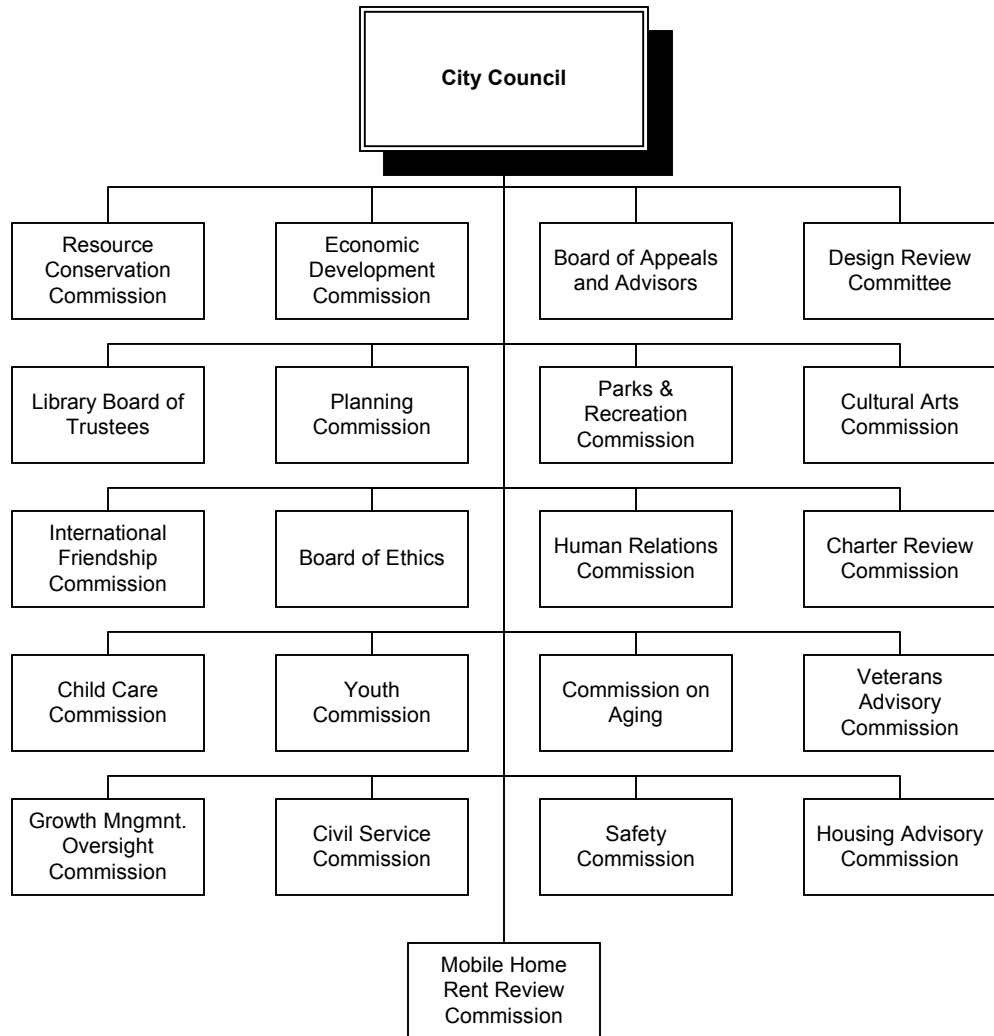 City Council
Resource
Conservation
Commission
Economic
Development
Commission
Board of Appeals
and Advisors
Design Review
Committee
Library Board of
Trustees
Planning
Commission
Parks &
Recreation
Commission
Cultural Arts
Commission
International
Friendship
Commission
Board of Ethics
Human Relations
Commission
Charter Review
Commission
Child Care
Commission
Youth
Commission
Commission on
Aging
Veterans
Advisory
Commission
Growth Mngmnt.
Oversight
Commission
Civil Service
Commission
Safety
Commission
Housing Advisory
Commission
Mobile Home
Rent Review
Commission